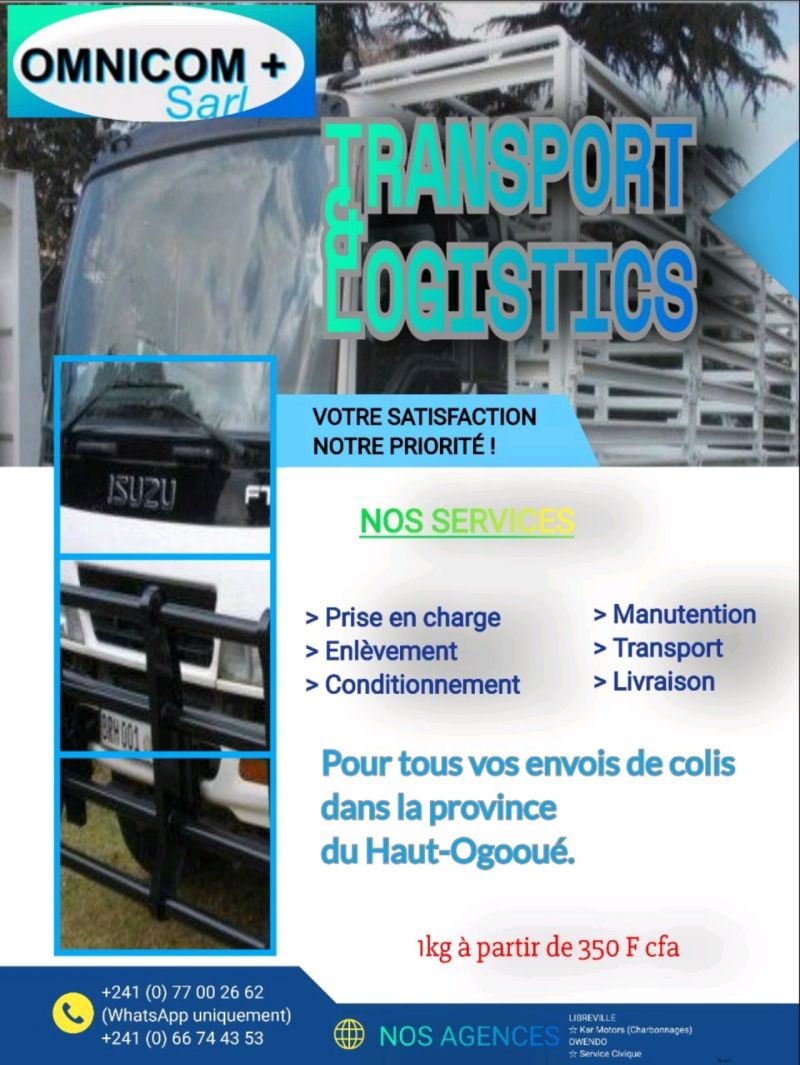 OMNICOM +
Sarl
TRANSPORT
&
LOGISTICS
VOTRE SATISFACTION
NOTRE PRIORITÉ !
ISUZU
FT
BRH 001
NOS SERVICES
> Prise en charge
> Enlèvement
> Conditionnement
> Manutention
> Transport
> Livraison
Pour tous vos envois de colis
dans la province
du Haut-Ogooué.
1kg à partir de 350 F cfa
+241 (0) 77 00 26 62
(WhatsApp uniquement)
+241 (0) 66 74 43 53
NOS AGENCES
LIBREVILLE
☆ Kar Motors (Charbonnages)
OWENDO
☆ Service Civique